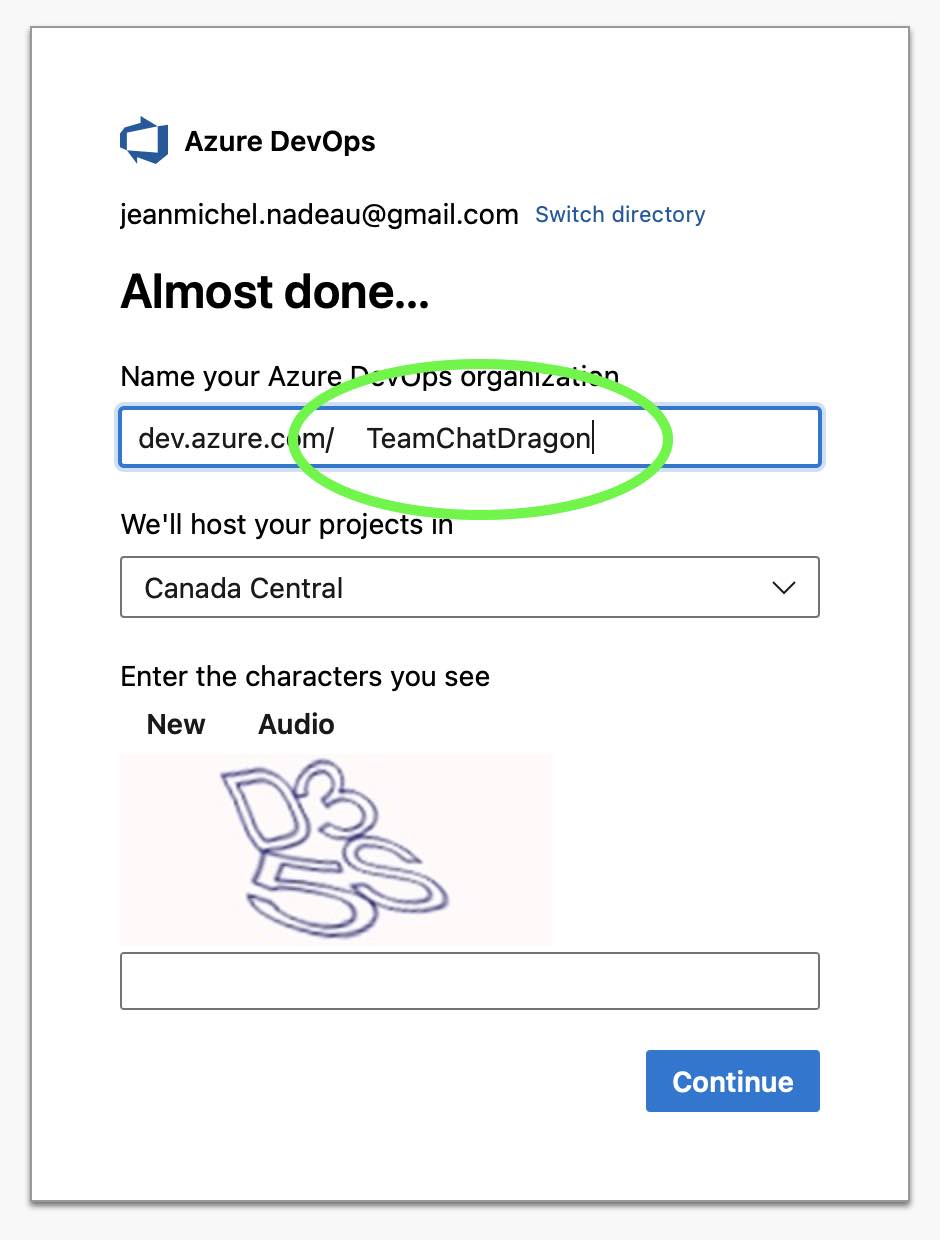 Azure DevOps
jeanmichel.nadeau@gmail.com Switch directory
Almost done...
Name your Azure DevOps organization
dev.azure.com/ TeamChatDragon
We'll host your projects in
Canada Central
Enter the characters you see
New Audio
Continue